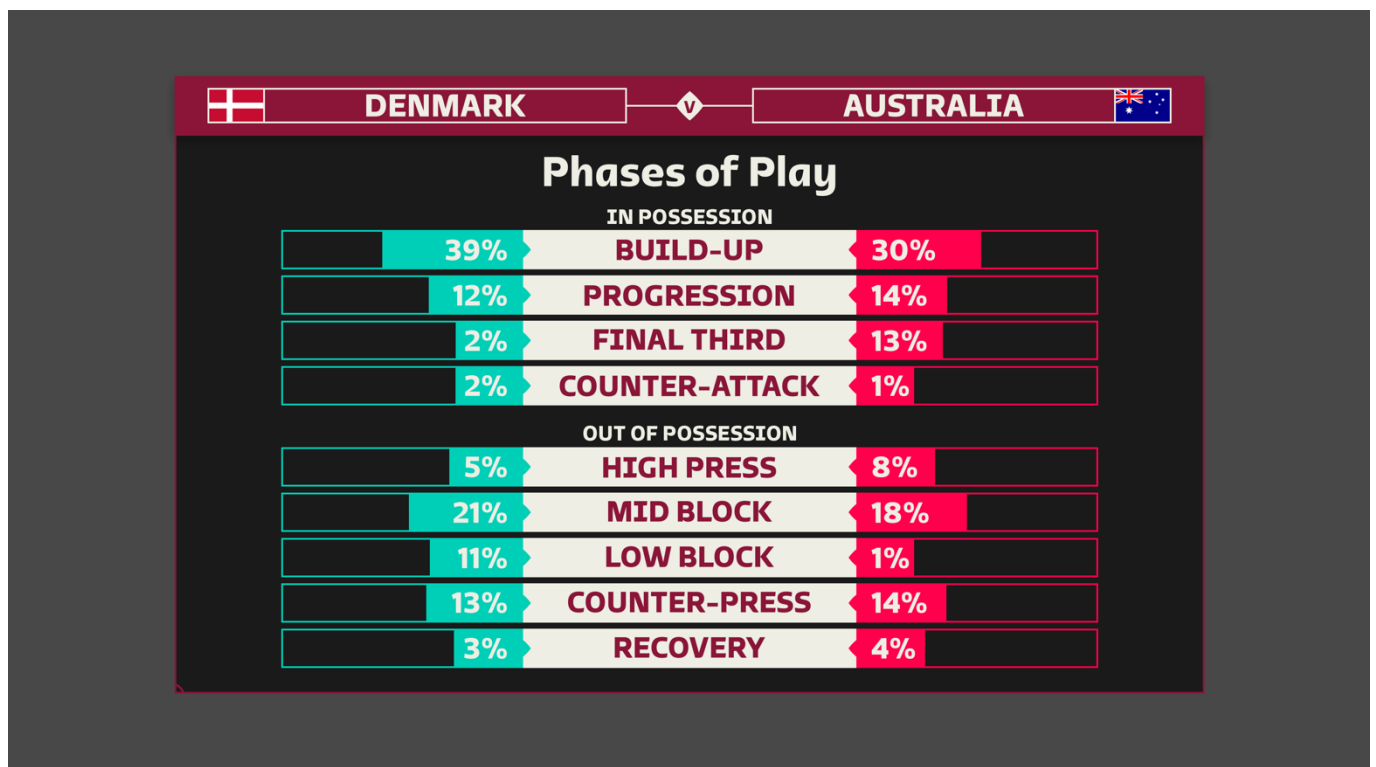 DENMARK V AUSTRALIA
Phases of Play
IN POSSESSION
39% BUILD-UP 30%
12% PROGRESSION 14%
2% FINAL THIRD 13%
2% COUNTER-ATTACK 1%
OUT OF POSSESSION
5% HIGH PRESS 8%
21% MID BLOCK 18%
11% LOW BLOCK 1%
13% COUNTER-PRESS 14%
3% RECOVERY 4%